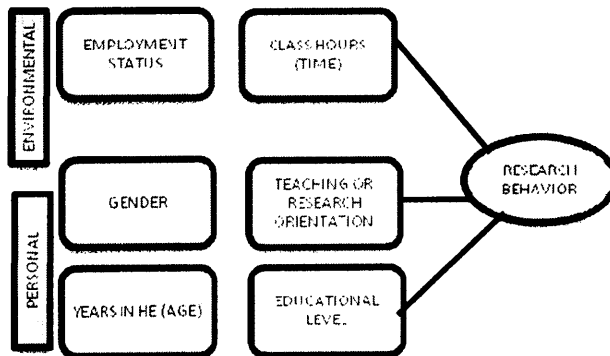 ENVIRONMENTAL
EMPLOYMENT
STATUS
CLASS HOURS
(TIME)
RESEARCH
BEHAVIOR
PERSONAL
GENDER
TEACHING OR
RESEARCH
ORIENTATION
YEARS IN HE (AGE)
EDUCATIONAL
LEVEL